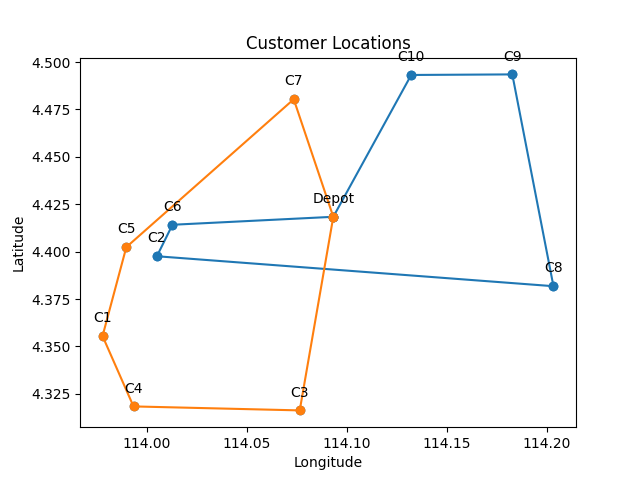 Customer Locations
C10
C9
4.500
C7
4.475
4.450
Depot
4.425
C6
C5
C2
4.400
C8
4.375
C1
4.350
C4
C3
4.325
114.00
114.05
114.10
114.15
114.20
Longitude
Latitude